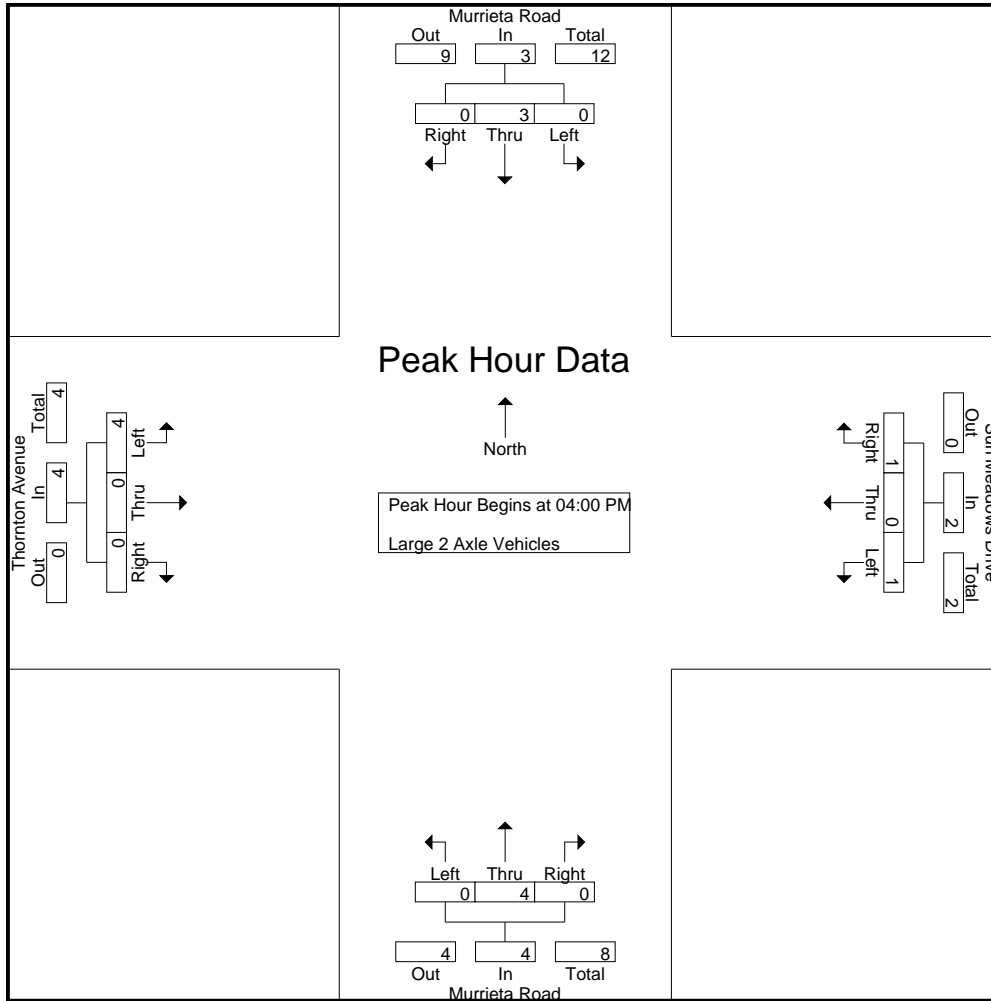 Murrieta Road
Out In Total
9 3 12
0 3 0
Right Thru Left
Peak Hour Data
North
Peak Hour Begins at 04:00 PM
Large 2 Axle Vehicles
Thornton Avenue
Out In Total
0 4 4
Left Thru Right
4 0 0
Right Thru Left
1 0 1
Out In Total
0 2 2
Sun Meadows Drive
Left Thru Right
0 4 0
4 4 8
Out In Total
Murrieta Road